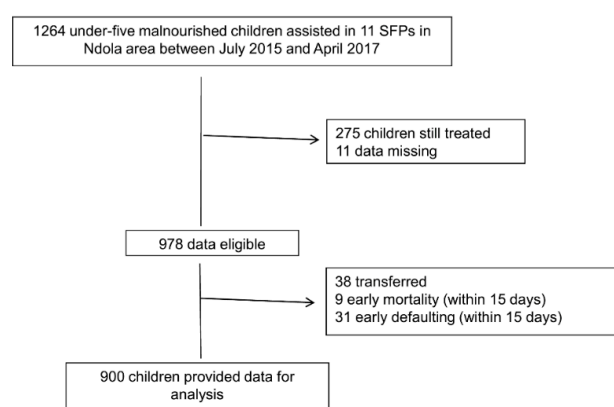 1264 under-five malnourished children assisted in 11 SFPs in
Ndola area between July 2015 and April 2017
275 children still treated
11 data missing
978 data eligible
38 transferred
9 early mortality (within 15 days)
31 early defaulting (within 15 days)
900 children provided data for
analysis